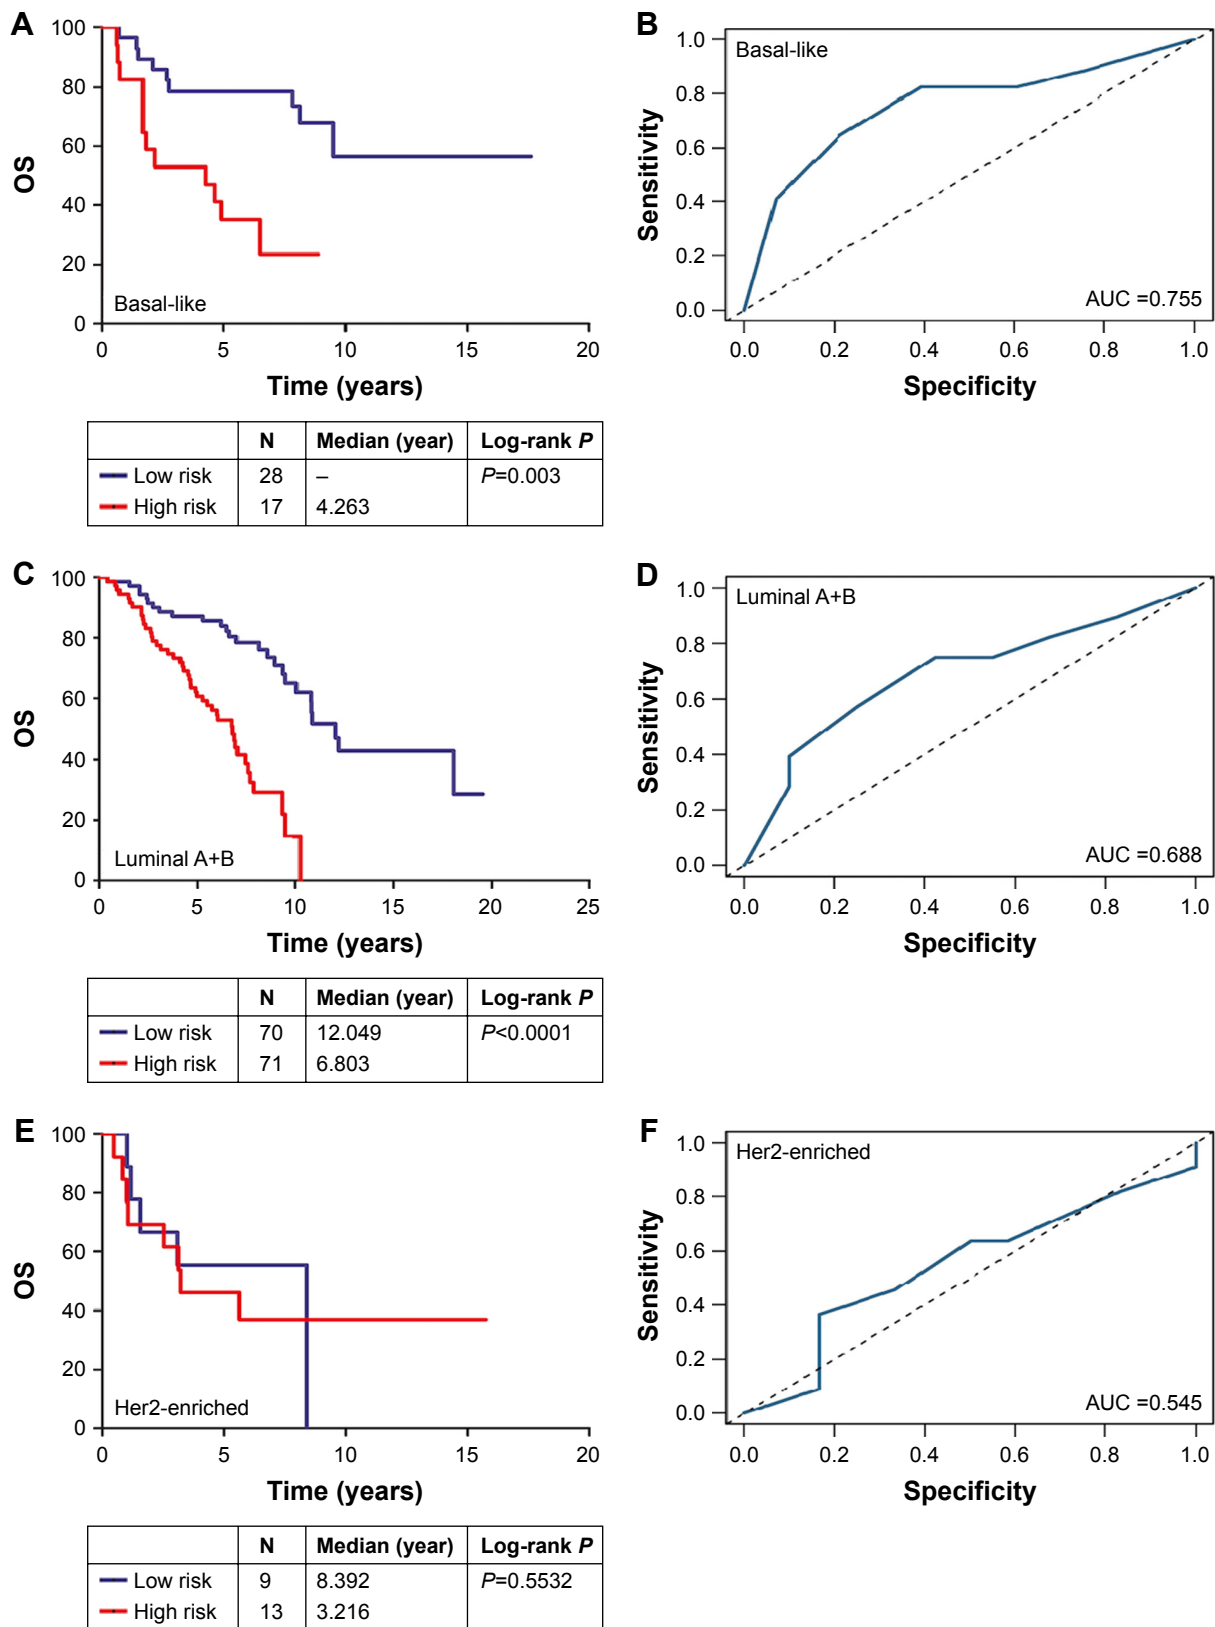 A
100
80
60
40
20
0
OS
Basal-like
0 5 10 15 20
Time (years)
N Median (year) Log-rank P
Low risk 28 – P=0.003
High risk 17 4.263
B
1.0
0.8
0.6
0.4
0.2
0.0
Sensitivity
Basal-like
AUC =0.755
0.0 0.2 0.4 0.6 0.8 1.0
Specificity
C
100
80
60
40
20
0
OS
Luminal A+B
0 5 10 15 20 25
Time (years)
N Median (year) Log-rank P
Low risk 70 12.049 P<0.0001
High risk 71 6.803
D
1.0
0.8
0.6
0.4
0.2
0.0
Sensitivity
Luminal A+B
AUC =0.688
0.0 0.2 0.4 0.6 0.8 1.0
Specificity
E
100
80
60
40
20
0
OS
Her2-enriched
0 5 10 15 20
Time (years)
N Median (year) Log-rank P
Low risk 9 8.392 P=0.5532
High risk 13 3.216
F
1.0
0.8
0.6
0.4
0.2
0.0
Sensitivity
Her2-enriched
AUC =0.545
0.0 0.2 0.4 0.6 0.8 1.0
Specificity